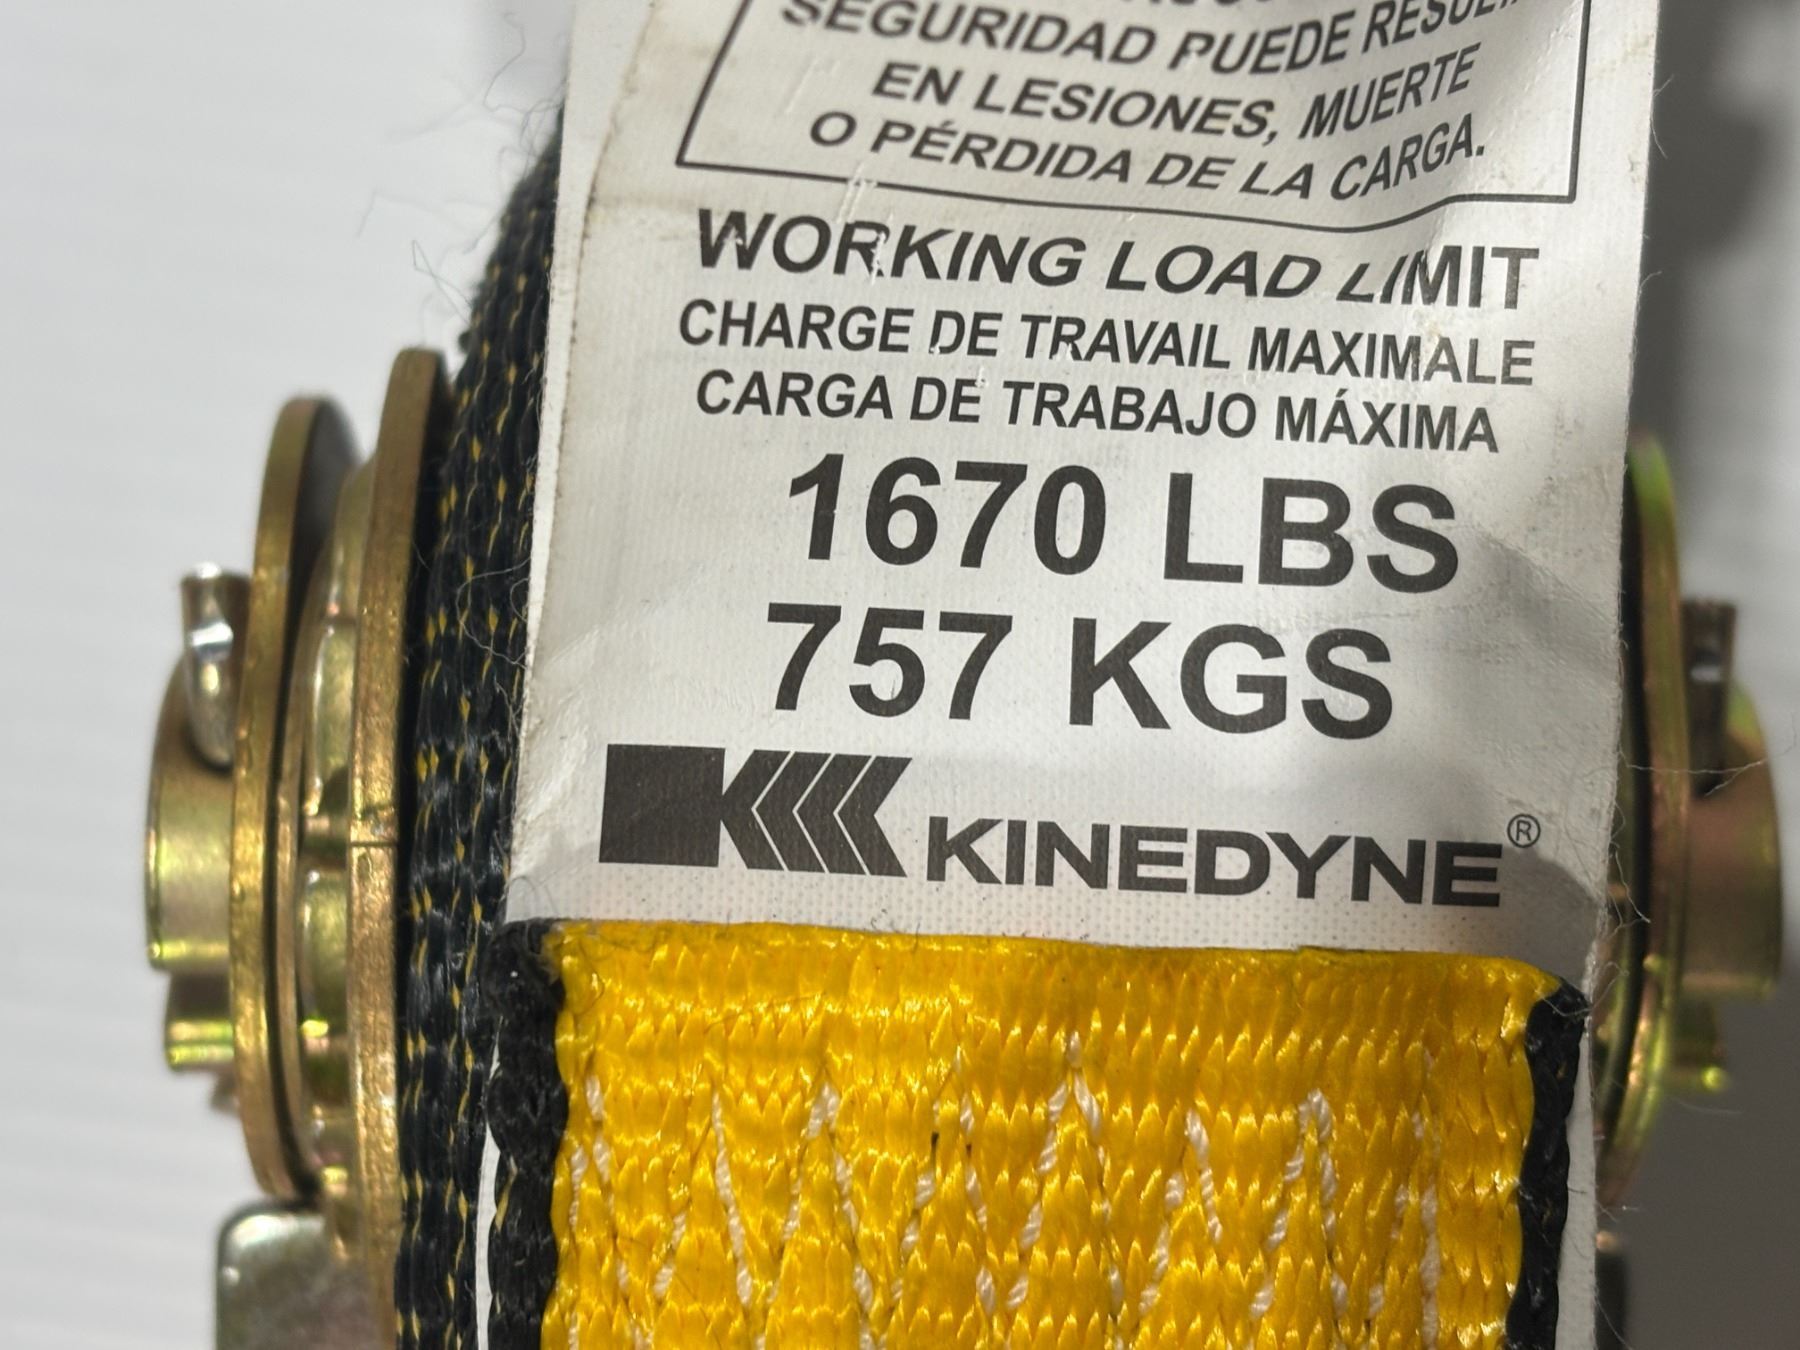 SEGURIDAD PUEDE
EN LESIONES, MUERTE
O PÉRDIDA DE LA CARGA.
WORKING LOAD LIMIT
CHARGE DE TRAVAIL MAXIMALE
CARGA DE TRABAJO MÁXIMA
1670 LBS
757 KGS
KINEDYNE®